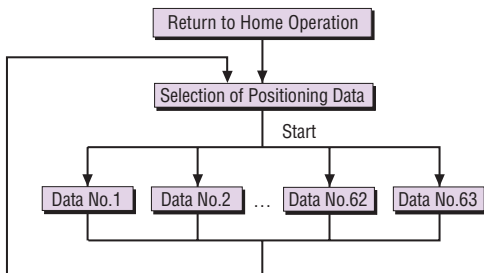 Return to Home Operation
Selection of Positioning Data
Start
Data No.1 Data No.2 ... Data No.62 Data No.63